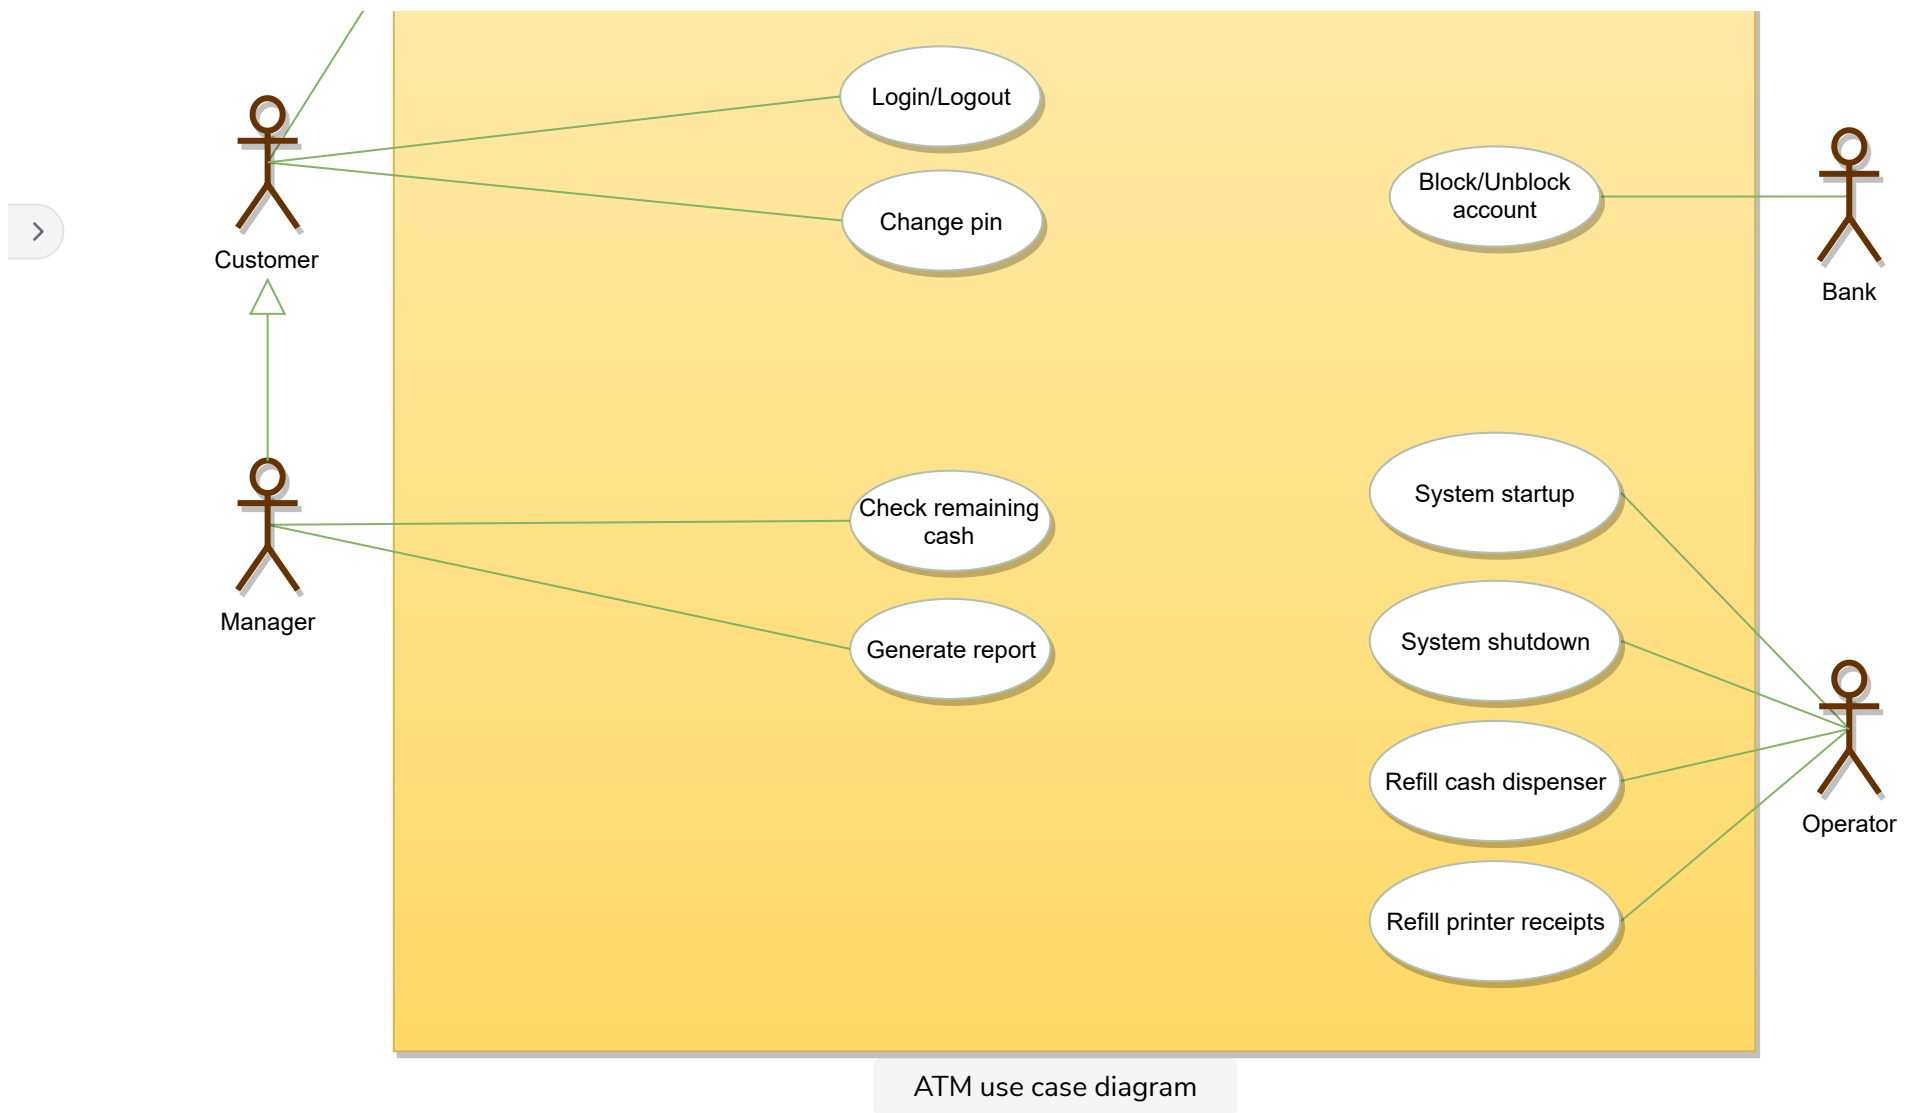 Login/Logout
Block/Unblock
account
Change pin
Customer
Bank
Check remaining
cash
System startup
Manager
Generate report
System shutdown
Refill cash dispenser
Operator
Refill printer receipts
ATM use case diagram